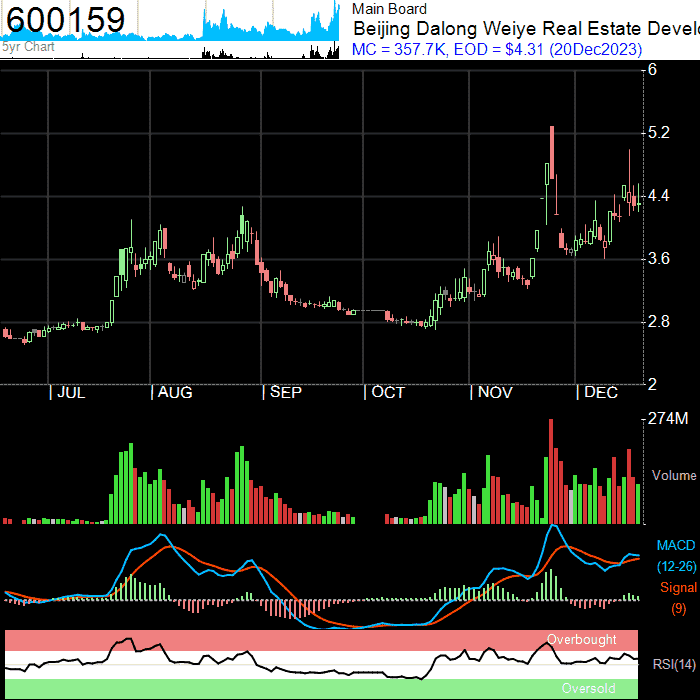 600159
5yr Chart
Main Board
Beijing Dalong Weiye Real Estate Develo
MC = 357.7K, EOD = $4.31 (20Dec2023)
6
5.2
4.4
3.6
2.8
2
| JUL | AUG | SEP | OCT | NOV | DEC
274M
Volume
MACD
(12-26)
Signal
(9)
Overbought
RSI(14)
Oversold